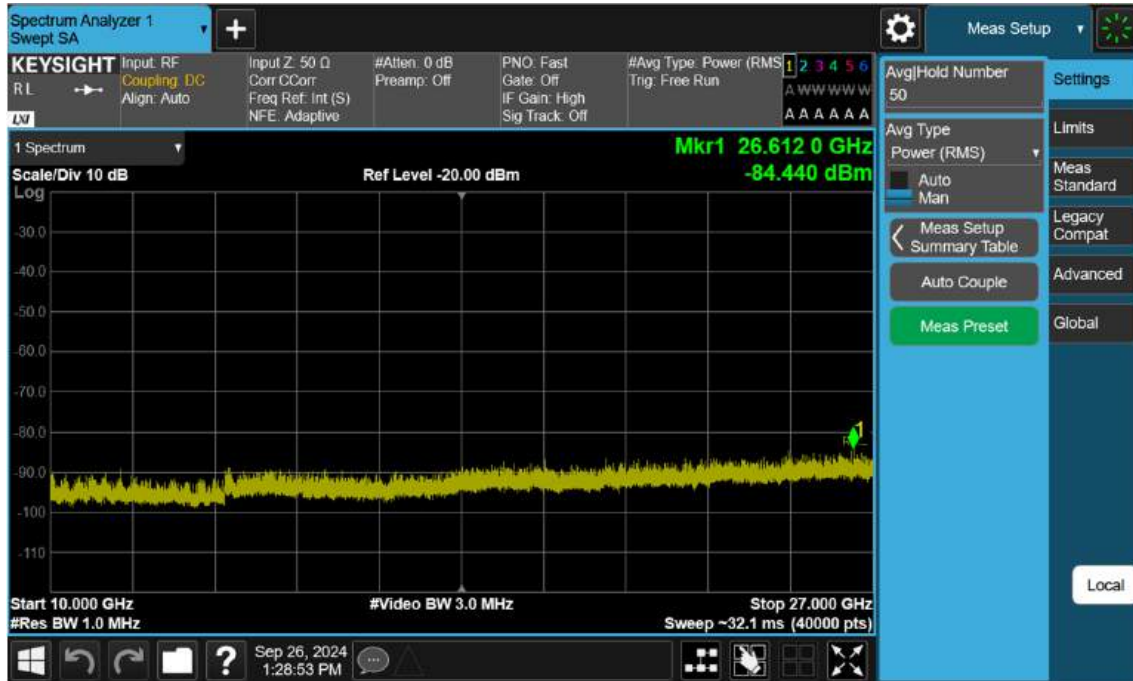 Spectrum Analyzer 1
Swept SA
+
Meas Setup
KEYSIGHT
RL
LXI
Input: RF
Coupling: DC
Align: Auto
Input Z: 50 Ω
Corr CCorr
Freq Ref: Int (S)
NFE: Adaptive
#Atten: 0 dB
Preamp: Off
PNO: Fast
Gate: Off
IF Gain: High
Sig Track: Off
#Avg Type: Power (RMS)
Trig: Free Run
1 2 3 4 5 6
A W W W W W
A A A A A A
1 Spectrum
Scale/Div 10 dB
Ref Level -20.00 dBm
Mkr1 26.612 0 GHz
-84.440 dBm
Log
-30.0
-40.0
-50.0
-60.0
-70.0
-80.0
-90.0
-100
-110
1
Start 10.000 GHz
#Res BW 1.0 MHz
#Video BW 3.0 MHz
Stop 27.000 GHz
Sweep ~32.1 ms (40000 pts)
?
Sep 26, 2024
1:28:53 PM
Avg|Hold Number
50
Avg Type
Power (RMS)
Auto
Man
Meas Setup
Summary Table
Auto Couple
Meas Preset
Settings
Limits
Meas
Standard
Legacy
Compat
Advanced
Global
Local